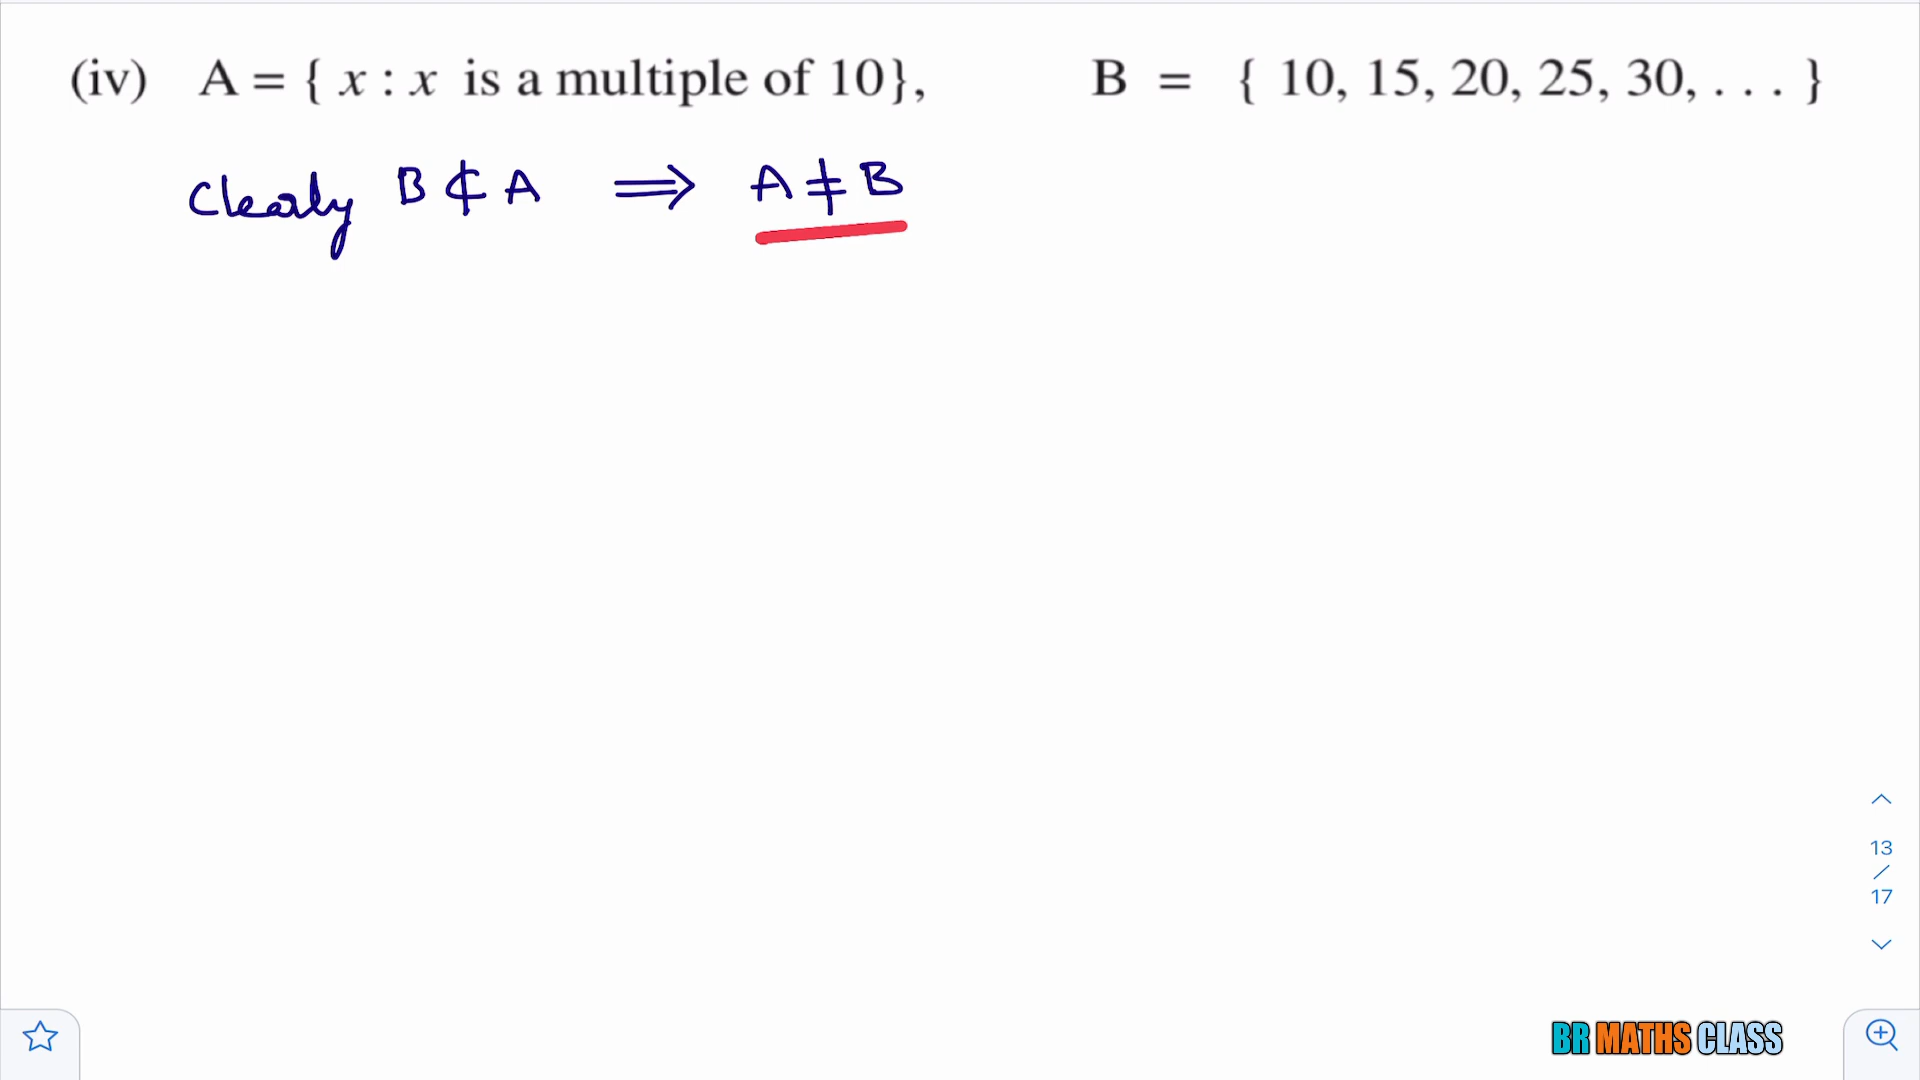 (iv) A = { x : x is a multiple of 10}, B = { 10, 15, 20, 25, 30, . . . }
Clearly B ⊄ A ⟹ A ≠ B
13
/
17
BR MATHS CLASS